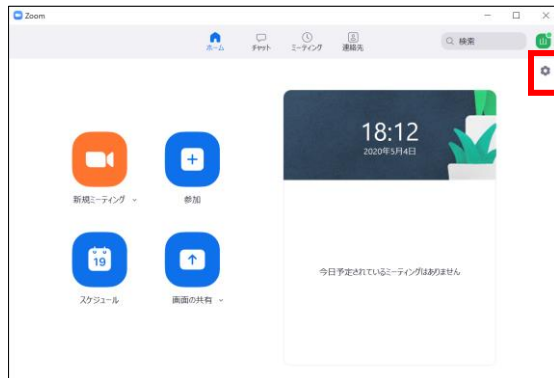 Zoom
ホーム
チャット
ミーティング
連絡先
検索
山
18:12
2020年5月4日
新規ミーティング
参加
19
スケジュール
画面の共有
今日予定されているミーティングはありません